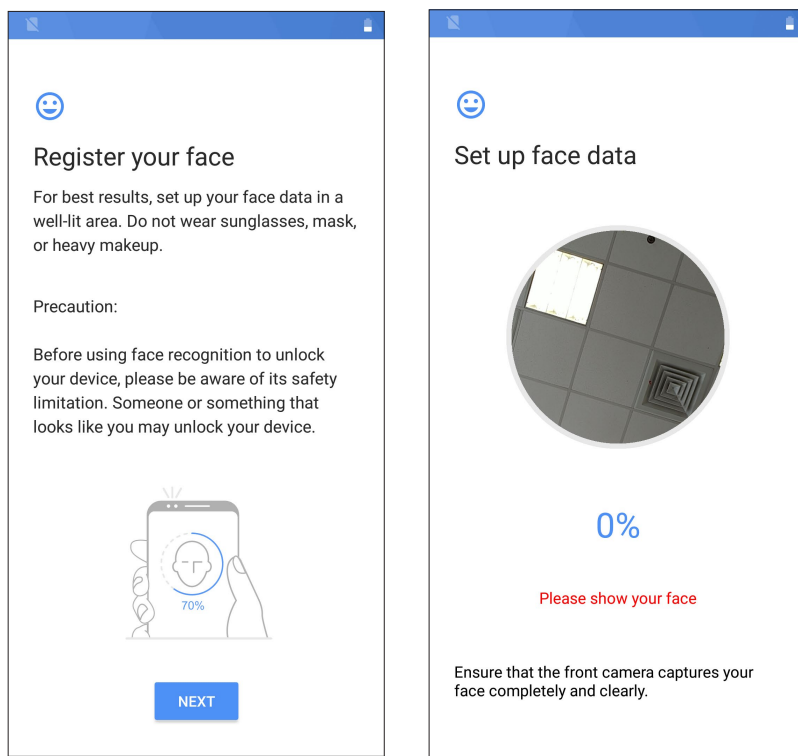 Register your face
For best results, set up your face data in a
well-lit area. Do not wear sunglasses, mask,
or heavy makeup.
Precaution:
Before using face recognition to unlock
your device, please be aware of its safety
limitation. Someone or something that
looks like you may unlock your device.
70%
NEXT
Set up face data
0%
Please show your face
Ensure that the front camera captures your
face completely and clearly.